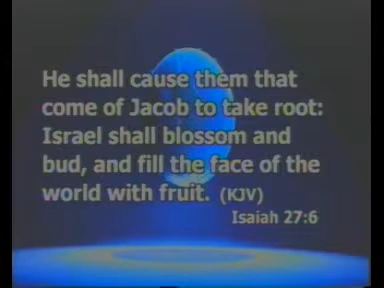 He shall cause them that
come of Jacob to take root:
Israel shall blossom and
bud, and fill the face of the
world with fruit. (KJV)
Isaiah 27:6